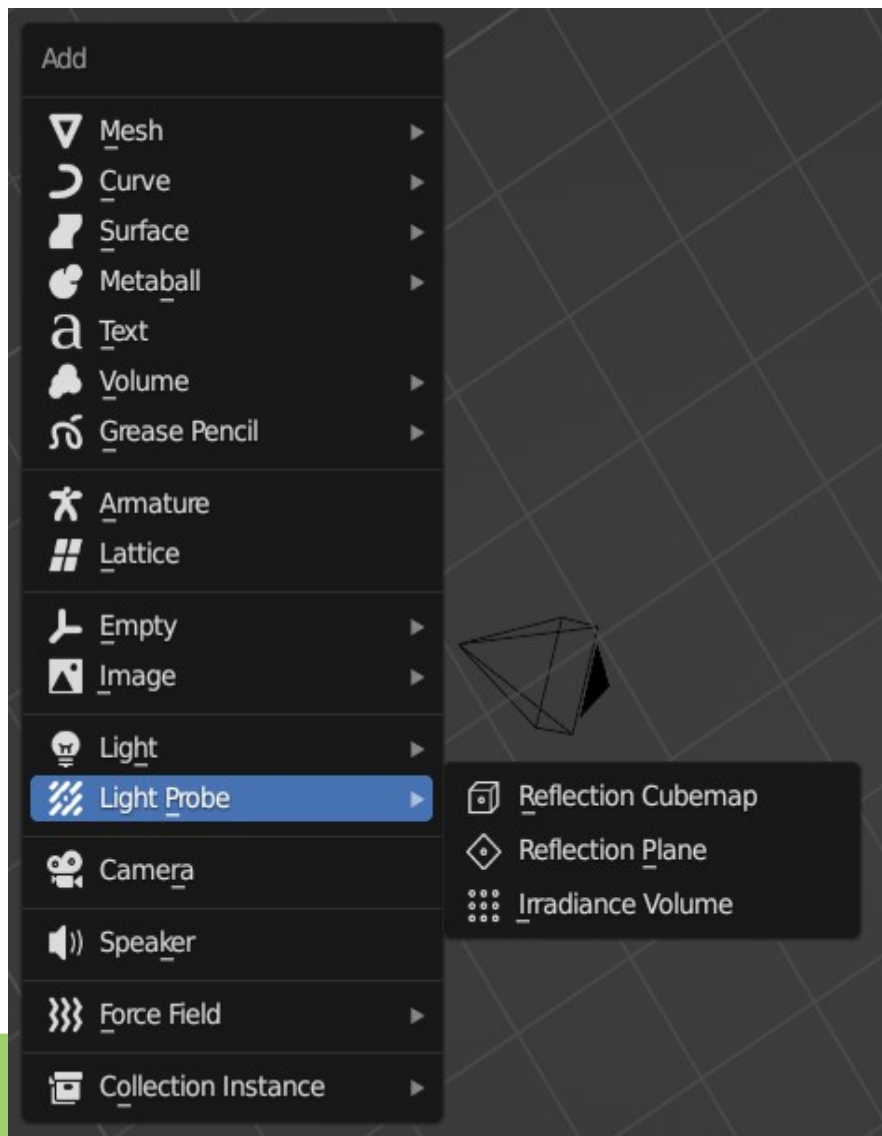 Add
Mesh
Curve
Surface
Metaball
Text
Volume
Grease Pencil
Armature
Lattice
Empty
Image
Light
Light Probe
Reflection Cubemap
Reflection Plane
Irradiance Volume
Camera
Speaker
Force Field
Collection Instance